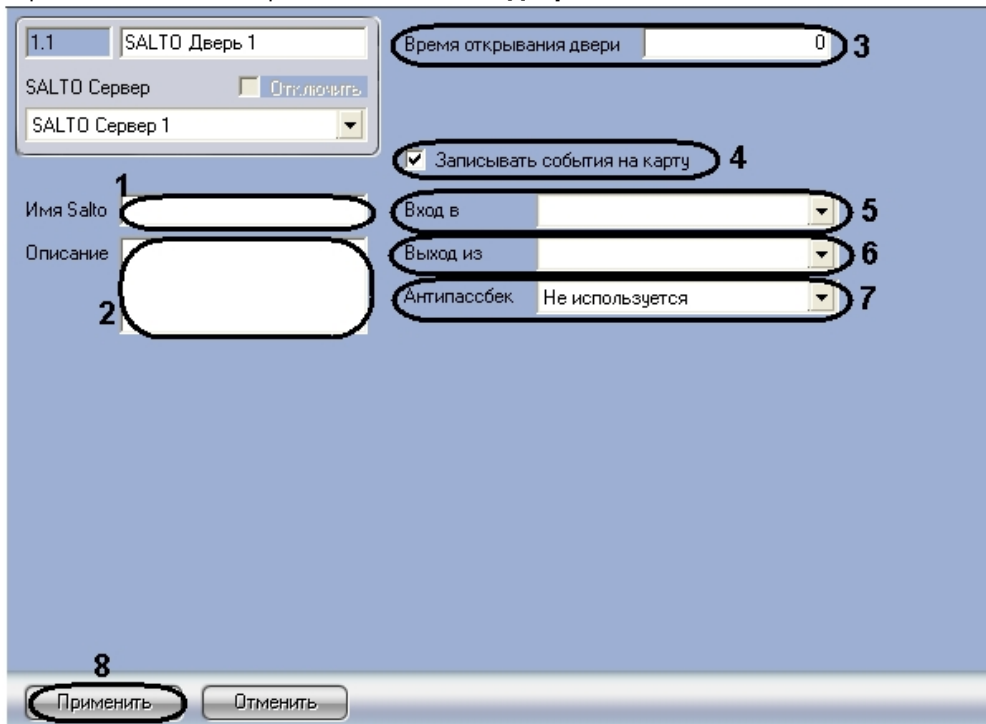 1.1 SALTO Дверь 1
SALTO Сервер Отключить
SALTO Сервер 1
Время открывания двери 0 3
Записывать события на карту 4
1
Имя Salto
Вход в 5
Описание
2
Выход из 6
Антипассбек Не используется 7
8
Применить Отменить